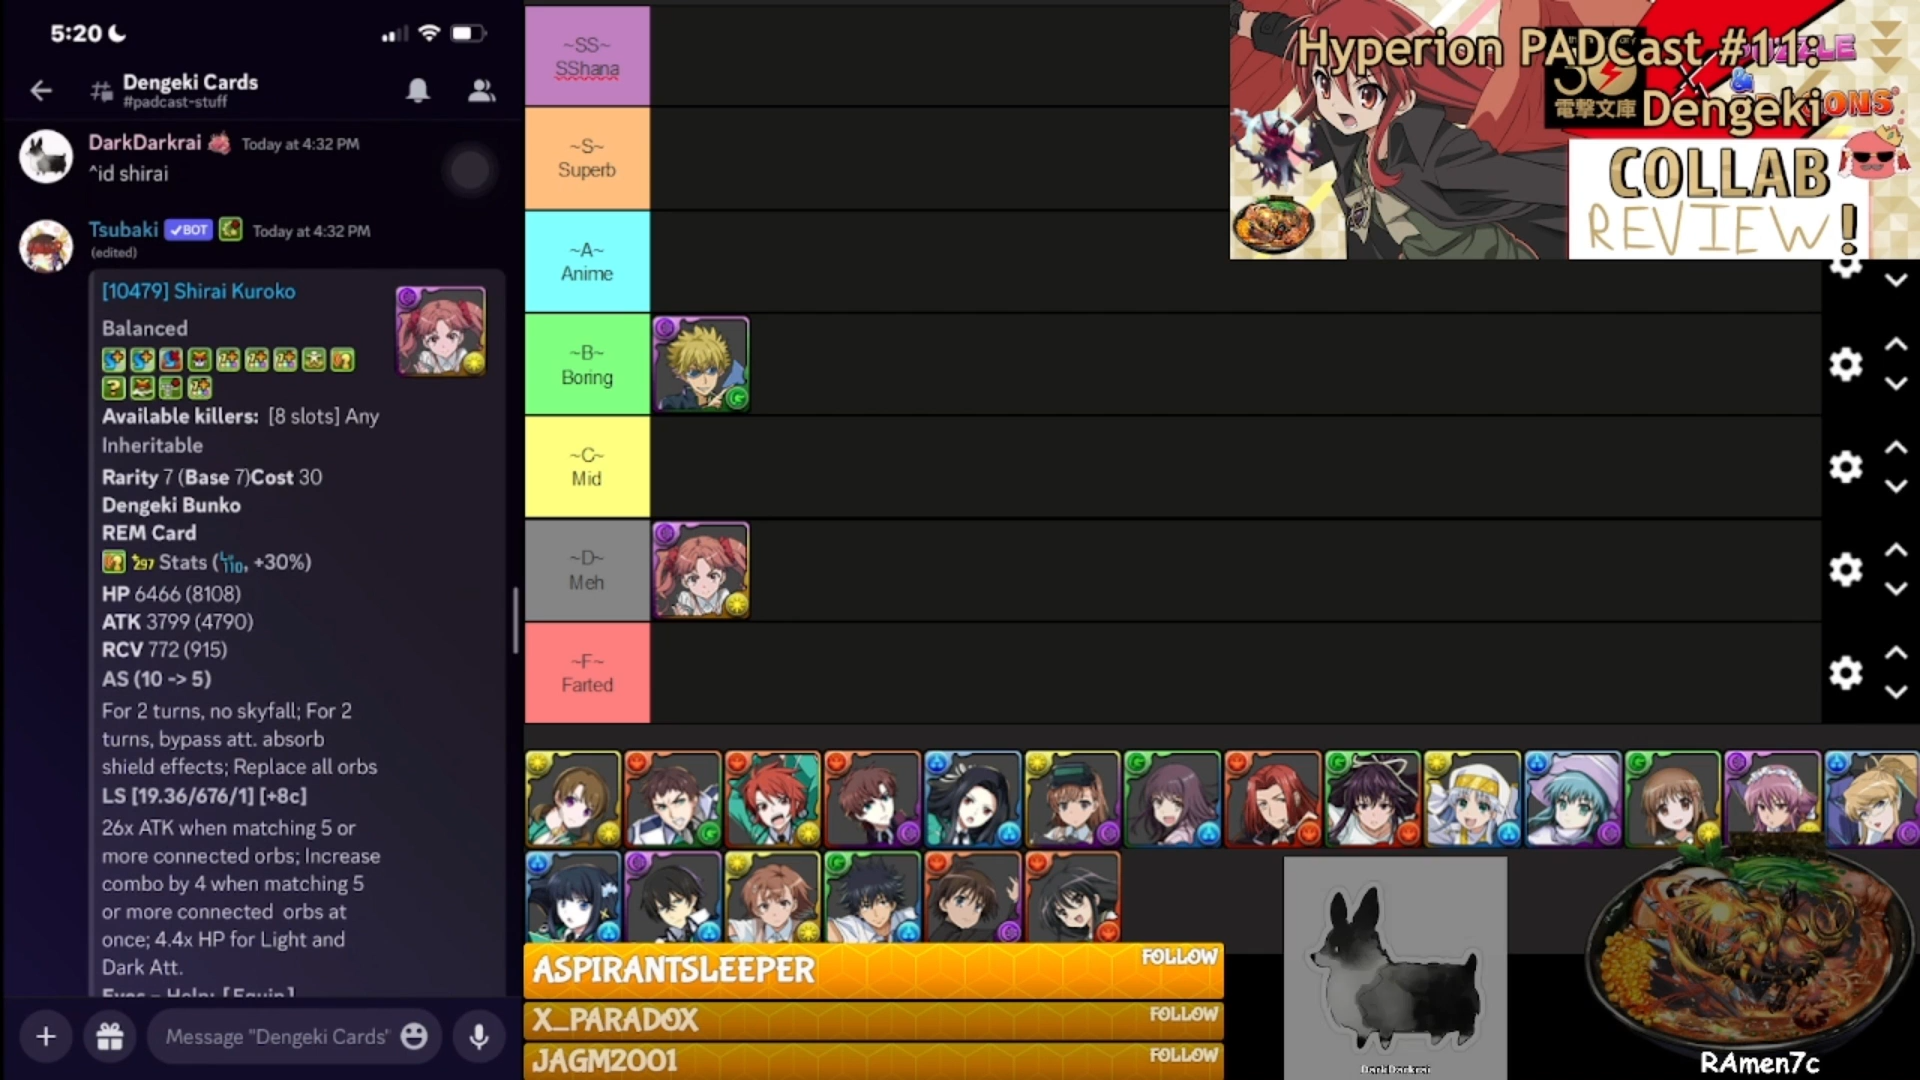 5:20
Dengeki Cards
#padcast-stuff
DarkDarkrai Today at 4:32 PM
^id shirai
Tsubaki ✓BOT Today at 4:32 PM
(edited)
[10479] Shirai Kuroko
Balanced
Available killers: [8 slots] Any
Inheritable
Rarity 7 (Base 7)Cost 30
Dengeki Bunko
REM Card
+297 Stats (Lv110, +30%)
HP 6466 (8108)
ATK 3799 (4790)
RCV 772 (915)
AS (10 -> 5)
For 2 turns, no skyfall; For 2
turns, bypass att. absorb
shield effects; Replace all orbs
LS [19.36/676/1] [+8c]
26x ATK when matching 5 or
more connected orbs; Increase
combo by 4 when matching 5
or more connected orbs at
once; 4.4x HP for Light and
Dark Att.
Message "Dengeki Cards"
~SS~
SShana
~S~
Superb
~A~
Anime
~B~
Boring
~C~
Mid
~D~
Meh
~F~
Farted
Hyperion PADCast #11:
Dengeki
電撃文庫
COLLAB
REVIEW!
ASPIRANTSLEEPER FOLLOW
X_PARADOX FOLLOW
JAGM2001 FOLLOW
DarkDarkrai
RAmen7c